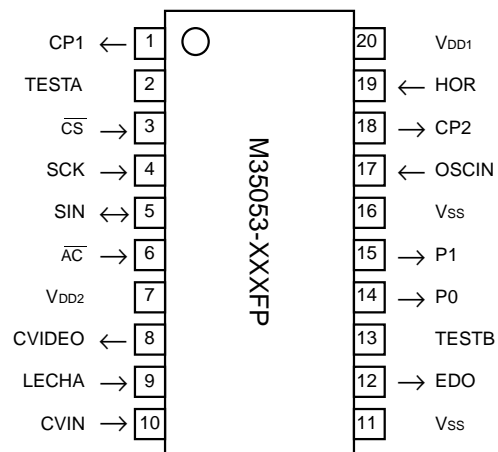 CP1 ← 1 20 VDD1
TESTA 2 19 ← HOR
C̅S̅ → 3 18 → CP2
SCK → 4 17 ← OSCIN
SIN ↔ 5 16 VSS
A̅C̅ → 6 15 → P1
VDD2 7 14 → P0
CVIDEO ← 8 13 TESTB
LECHA → 9 12 → EDO
CVIN → 10 11 VSS
M35053-XXXFP